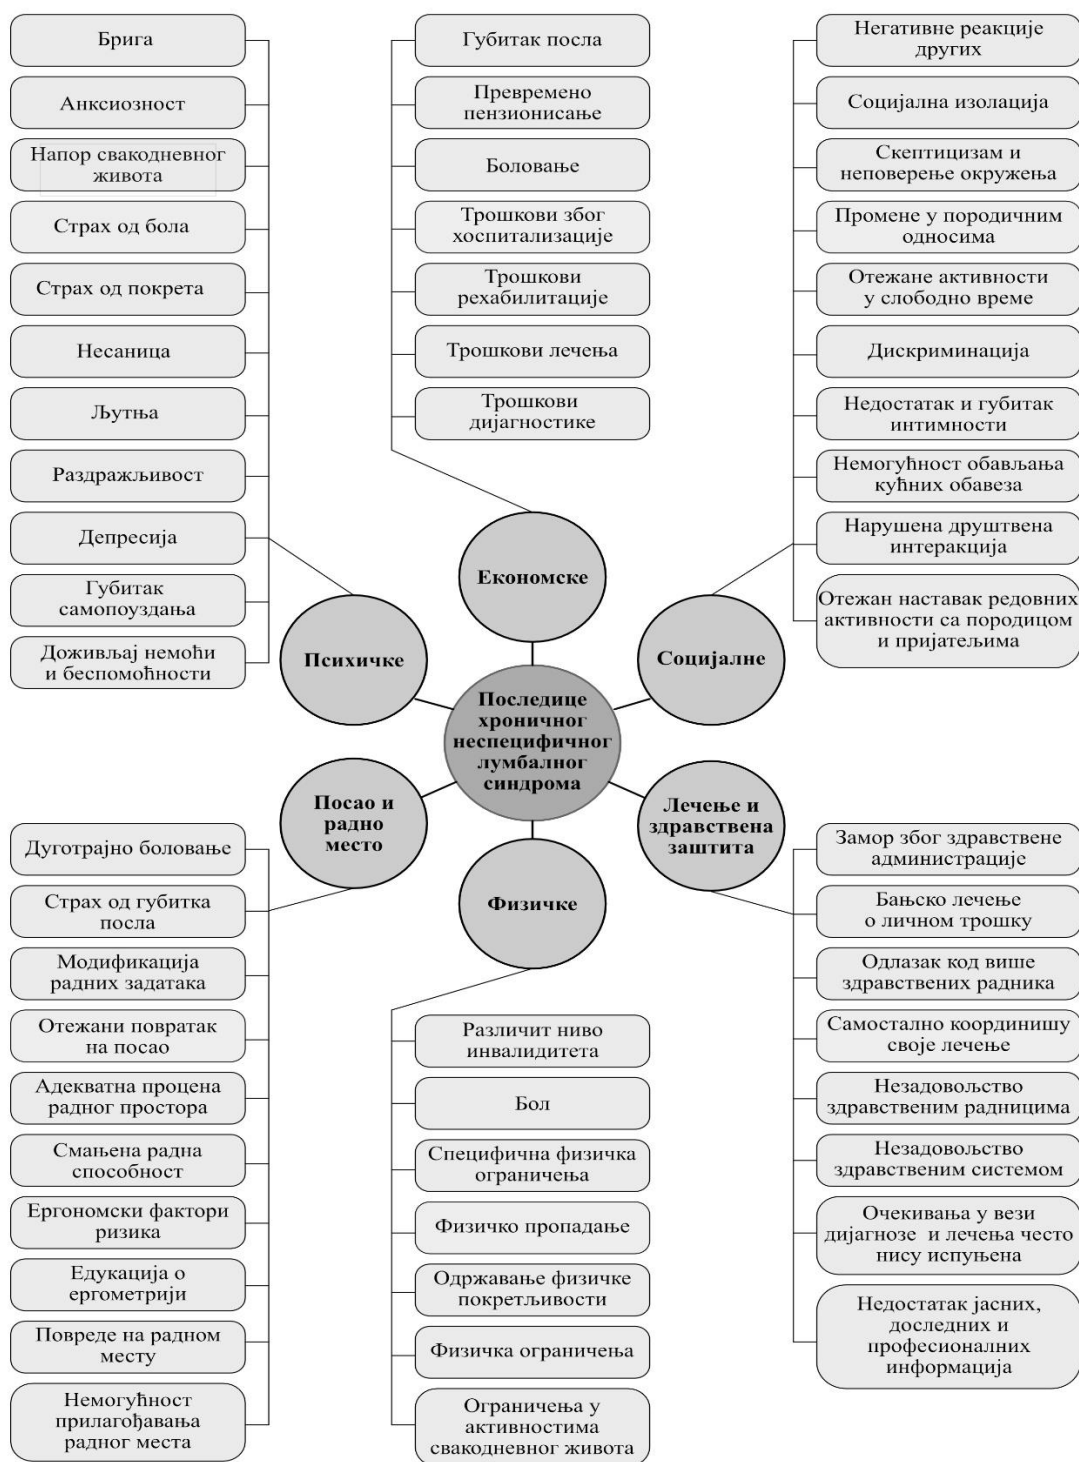 Брига
Анксиозност
Напор свакодневног
живота
Страх од бола
Страх од покрета
Несаница
Љутња
Раздражљивост
Депресија
Губитак
самопоуздања
Доживљај немоћи
и беспомоћности
Губитак посла
Превремено
пензионисање
Боловање
Трошкови због
хоспитализације
Трошкови
рехабилитације
Трошкови лечења
Трошкови
дијагностике
Негативне реакције
других
Социјална изолација
Скептицизам и
неповерење окружења
Промене у породичним
односима
Отежане активности
у слободно време
Дискриминација
Недостатак и губитак
интимности
Немогућност обављања
кућних обавеза
Нарушена друштвена
интеракција
Отежан наставак редовних
активности са породицом
и пријатељима
Економске
Психичке
Социјалне
Последице
хроничног
неспецифичног
лумбалног
синдрома
Посао и
радно
место
Лечење и
здравствена
заштита
Физичке
Дуготрајно боловање
Страх од губитка
посла
Модификација
радних задатака
Отежани повратак
на посао
Адекватна процена
радног простора
Смањена радна
способност
Ергономски фактори
ризика
Едукација о
ергометрији
Повреде на радном
месту
Немогућност
прилагођавања
радног места
Различит ниво
инвалидитета
Бол
Специфична физичка
ограничења
Физичко пропадање
Одржавање физичке
покретљивости
Физичка ограничења
Ограничења у
активностима
свакодневног живота
Замор због здравствене
администрације
Бањско лечење
о личном трошку
Одлазак код више
здравствених радника
Самостално координишу
своје лечење
Незадовољство
здравственим радницима
Незадовољство
здравственим системом
Очекивања у вези
дијагнозе и лечења често
нису испуњена
Недостатак јасних,
доследних и
професионалних
информација